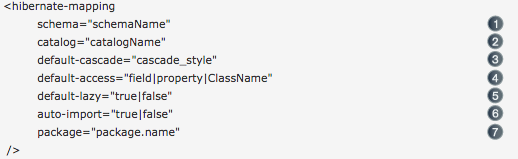 <hibernate-mapping
schema="schemaName" 1
catalog="catalogName" 2
default-cascade="cascade_style" 3
default-access="field|property|ClassName" 4
default-lazy="true|false" 5
auto-import="true|false" 6
package="package.name" 7
/>